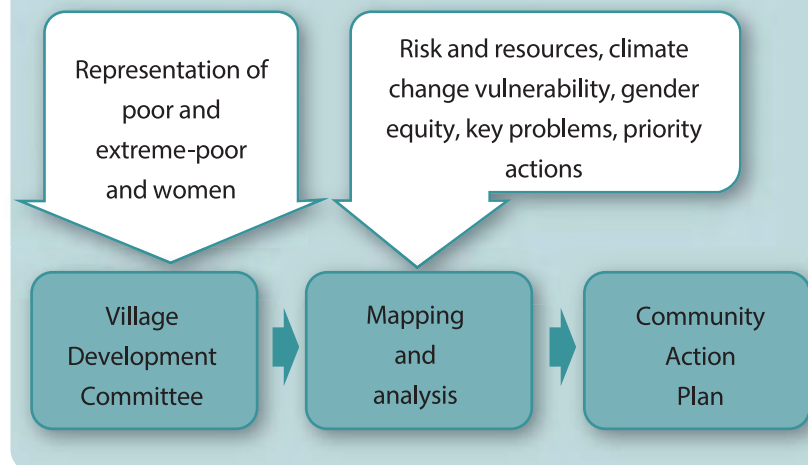 Representation of
poor and
extreme-poor
and women
Risk and resources, climate
change vulnerability, gender
equity, key problems, priority
actions
Village
Development
Committee
Mapping
and
analysis
Community
Action
Plan